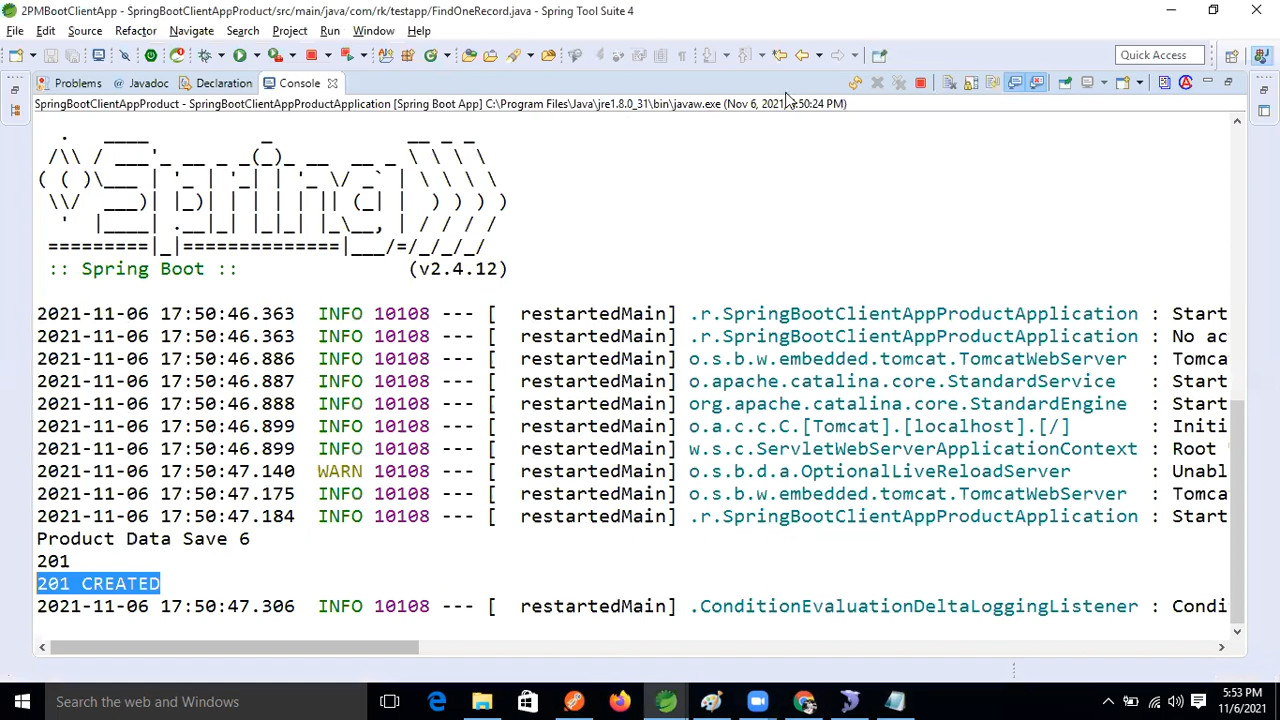 2PMBootClientApp - SpringBootClientAppProduct/src/main/java/com/rk/testapp/FindOneRecord.java - Spring Tool Suite 4
File Edit Source Refactor Navigate Search Project Run Window Help
Quick Access
Problems Javadoc Declaration Console
SpringBootClientAppProduct - SpringBootClientAppProductApplication [Spring Boot App] C:\Program Files\Java\jre1.8.0_31\bin\javaw.exe (Nov 6, 2021, :50:24 PM)
:: Spring Boot :: (v2.4.12)
2021-11-06 17:50:46.363 INFO 10108 --- [ restartedMain] .r.SpringBootClientAppProductApplication : Start
2021-11-06 17:50:46.363 INFO 10108 --- [ restartedMain] .r.SpringBootClientAppProductApplication : No ac
2021-11-06 17:50:46.886 INFO 10108 --- [ restartedMain] o.s.b.w.embedded.tomcat.TomcatWebServer : Tomca
2021-11-06 17:50:46.887 INFO 10108 --- [ restartedMain] o.apache.catalina.core.StandardService : Start
2021-11-06 17:50:46.888 INFO 10108 --- [ restartedMain] org.apache.catalina.core.StandardEngine : Start
2021-11-06 17:50:46.899 INFO 10108 --- [ restartedMain] o.a.c.c.C.[Tomcat].[localhost].[/] : Initi
2021-11-06 17:50:46.899 INFO 10108 --- [ restartedMain] w.s.c.ServletWebServerApplicationContext : Root
2021-11-06 17:50:47.140 WARN 10108 --- [ restartedMain] o.s.b.d.a.OptionalLiveReloadServer : Unabl
2021-11-06 17:50:47.175 INFO 10108 --- [ restartedMain] o.s.b.w.embedded.tomcat.TomcatWebServer : Tomca
2021-11-06 17:50:47.184 INFO 10108 --- [ restartedMain] .r.SpringBootClientAppProductApplication : Start
Product Data Save 6
201
201 CREATED
2021-11-06 17:50:47.306 INFO 10108 --- [ restartedMain] .ConditionEvaluationDeltaLoggingListener : Condi
Search the web and Windows
5:53 PM
11/6/2021